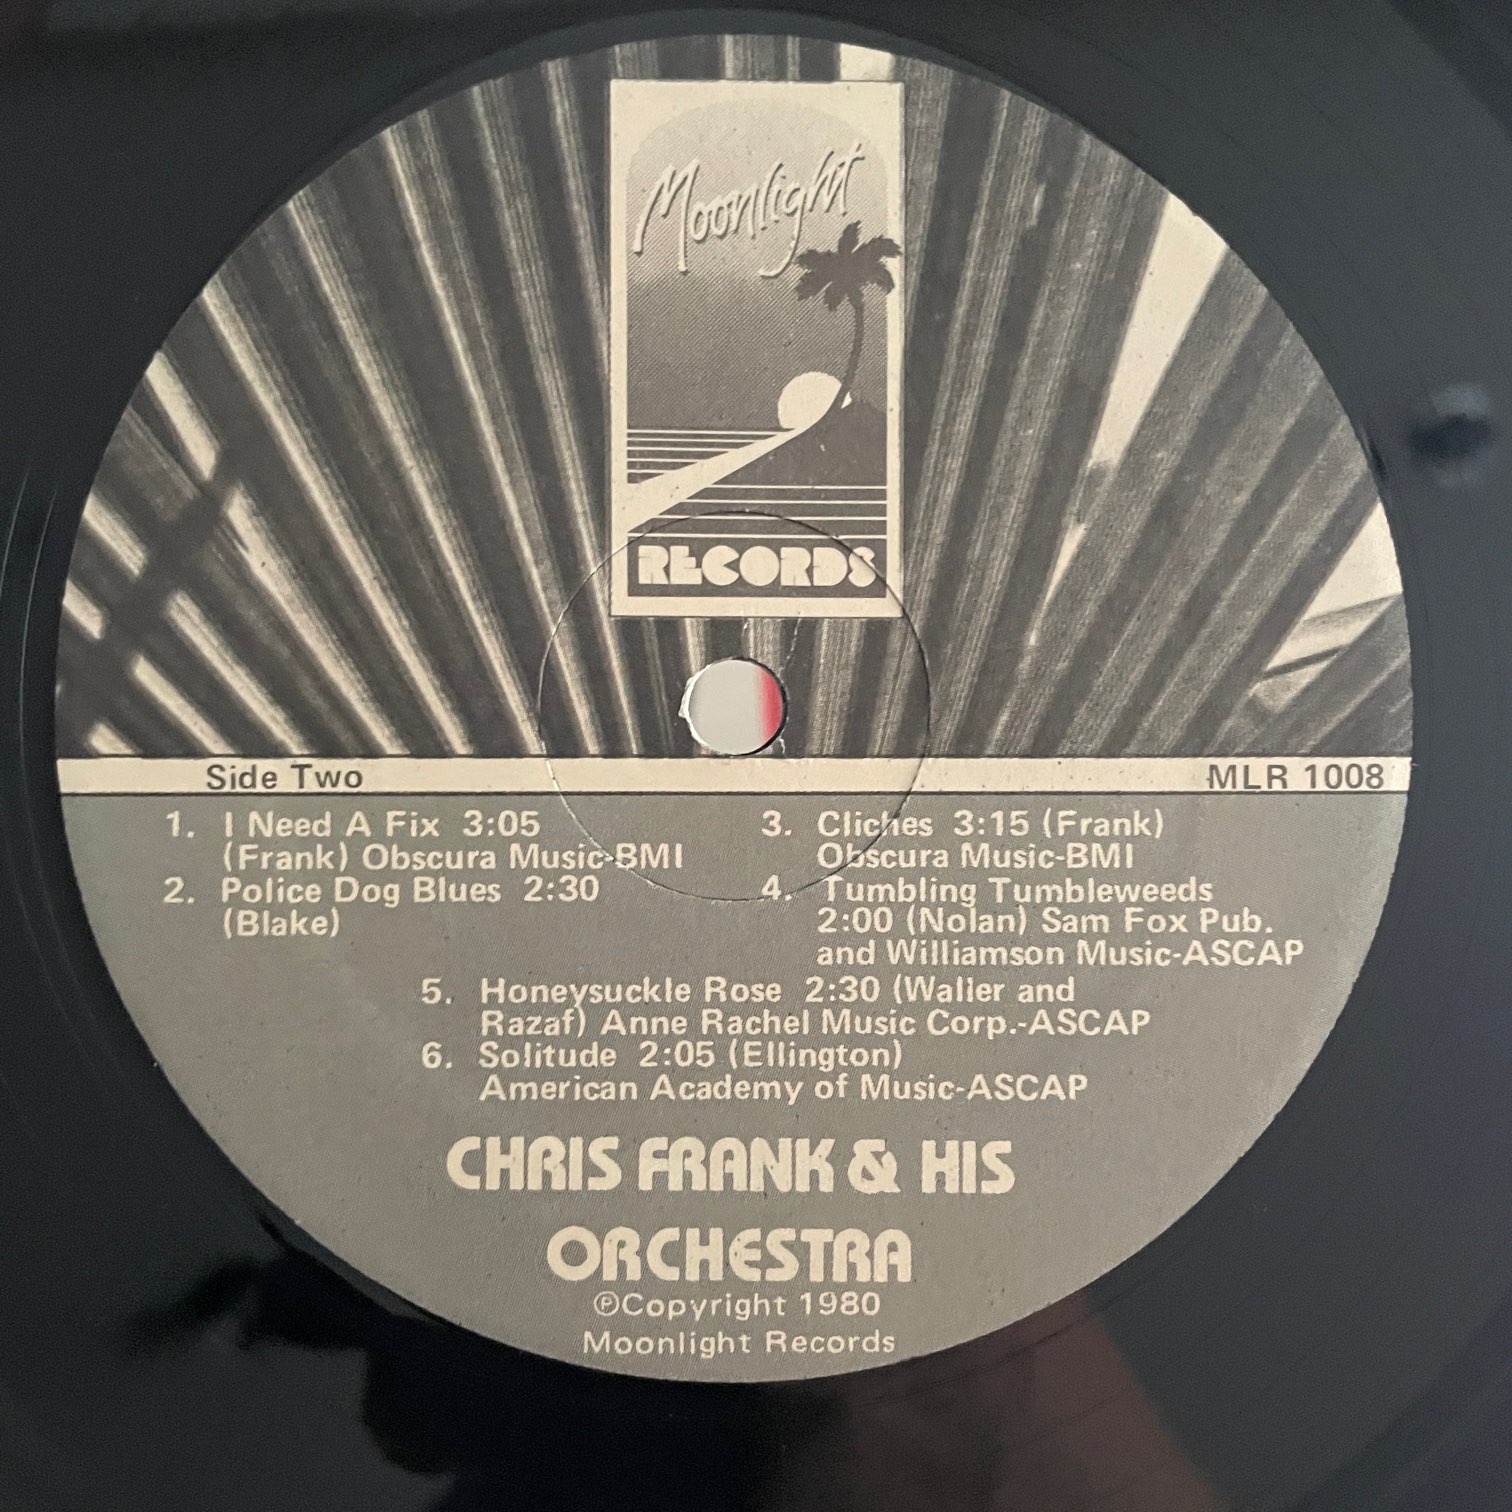 Moonlight
RECORDS
Side Two
MLR 1008
1. I Need A Fix 3:05
(Frank) Obscura Music-BMI
2. Police Dog Blues 2:30
(Blake)
3. Cliches 3:15 (Frank)
Obscura Music-BMI
4. Tumbling Tumbleweeds
2:00 (Nolan) Sam Fox Pub.
and Williamson Music-ASCAP
5. Honeysuckle Rose 2:30 (Waller and
Razaf) Anne Rachel Music Corp.-ASCAP
6. Solitude 2:05 (Ellington)
American Academy of Music-ASCAP
CHRIS FRANK & HIS
ORCHESTRA
℗Copyright 1980
Moonlight Records